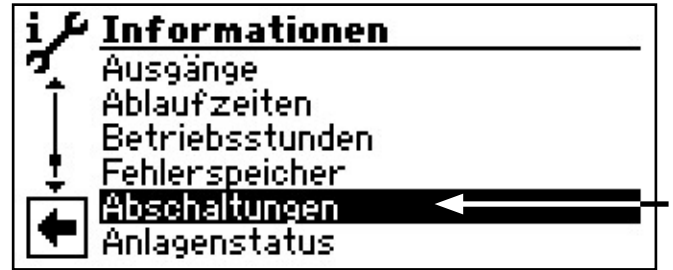 i Informationen
Ausgänge
Ablaufzeiten
Betriebsstunden
Fehlerspeicher
Abschaltungen
Anlagenstatus